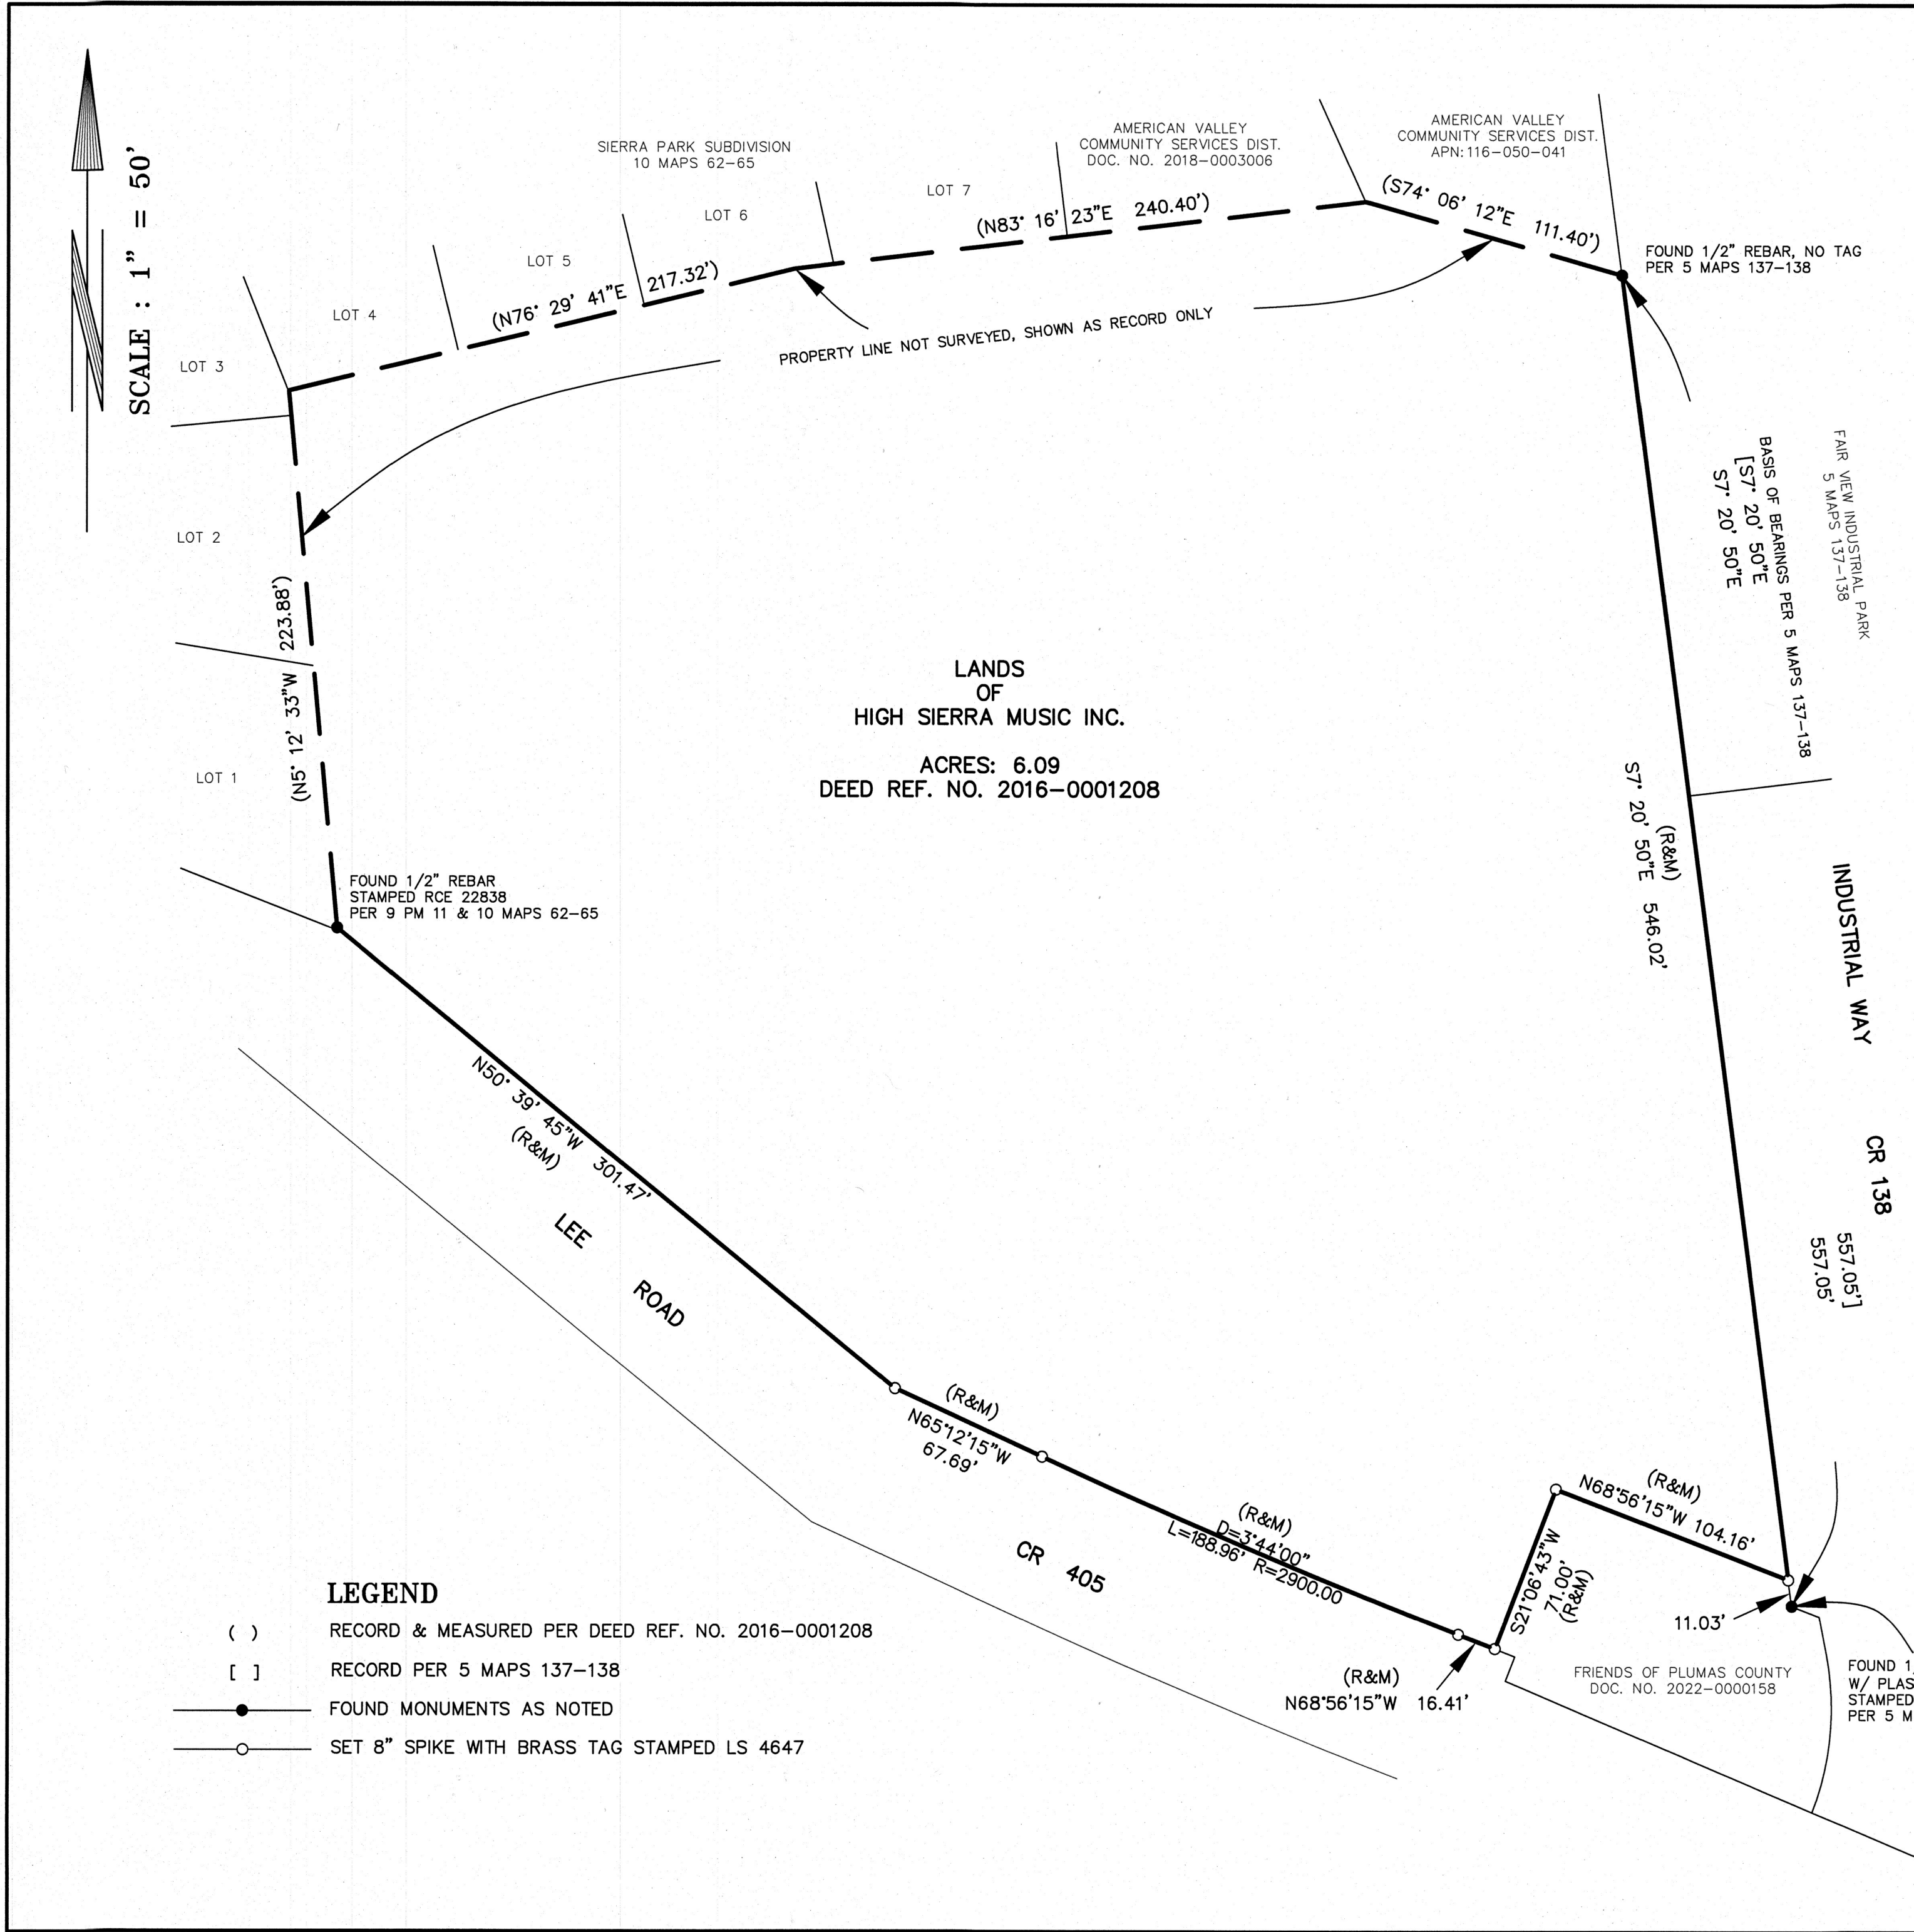 SCALE : 1" = 50'
SIERRA PARK SUBDIVISION
10 MAPS 62-65
AMERICAN VALLEY
COMMUNITY SERVICES DIST.
DOC. NO. 2018-0003006
AMERICAN VALLEY
COMMUNITY SERVICES DIST.
APN:116-050-041
LOT 7
LOT 6
LOT 5
LOT 4
LOT 3
LOT 2
LOT 1
(N83° 16' 23"E 240.40')
(S74° 06' 12"E 111.40')
(N76° 29' 41"E 217.32')
(N5° 12' 33"W 223.88')
PROPERTY LINE NOT SURVEYED, SHOWN AS RECORD ONLY
FOUND 1/2" REBAR, NO TAG
PER 5 MAPS 137-138
FAIR VIEW INDUSTRIAL PARK
5 MAPS 137-138
BASIS OF BEARINGS PER 5 MAPS 137-138
[S7° 20' 50"E
S7° 20' 50"E
557.05']
557.05'
LANDS
OF
HIGH SIERRA MUSIC INC.
ACRES: 6.09
DEED REF. NO. 2016-0001208
(R&M)
S7° 20' 50"E 546.02'
INDUSTRIAL WAY
CR 138
FOUND 1/2" REBAR
STAMPED RCE 22838
PER 9 PM 11 & 10 MAPS 62-65
N50° 39' 45"W 301.47'
(R&M)
LEE ROAD
(R&M)
N65°12'15"W
67.69'
(R&M)
D=3°44'00"
L=188.96' R=2900.00
CR 405
(R&M)
N68°56'15"W 104.16'
S21°06'43"W
71.00'
(R&M)
11.03'
(R&M)
N68°56'15"W 16.41'
FRIENDS OF PLUMAS COUNTY
DOC. NO. 2022-0000158
FOUND 1
W/ PLAS
STAMPED
PER 5 M
LEGEND
( ) RECORD & MEASURED PER DEED REF. NO. 2016-0001208
[ ] RECORD PER 5 MAPS 137-138
FOUND MONUMENTS AS NOTED
SET 8" SPIKE WITH BRASS TAG STAMPED LS 4647